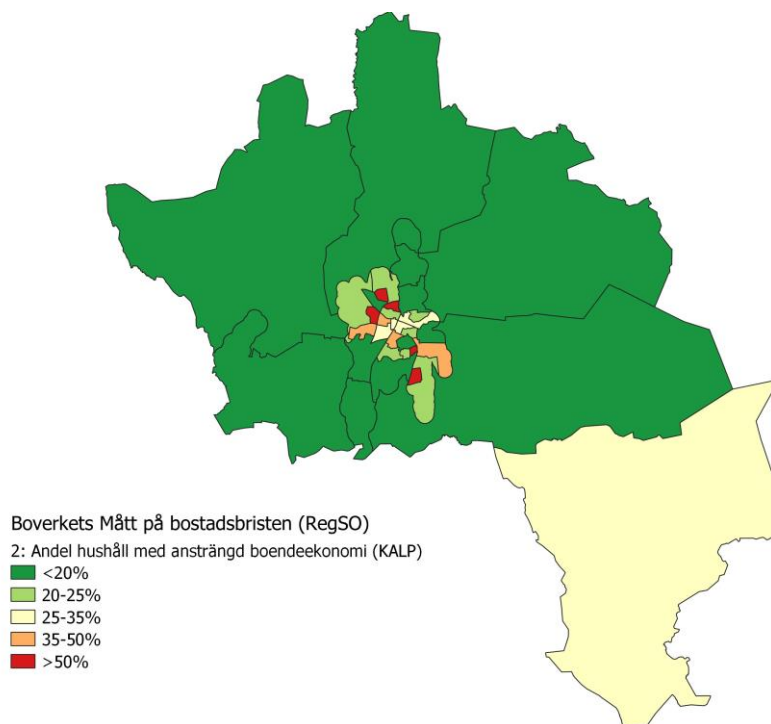 Boverkets Mått på bostadsbristen (RegSO)
2: Andel hushåll med ansträngd boendeekonomi (KALP)
<20%
20-25%
25-35%
35-50%
>50%